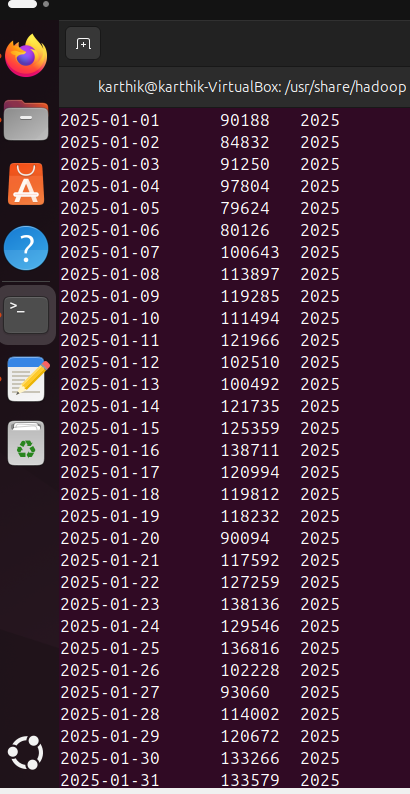 karthik@karthik-VirtualBox: /usr/share/hadoop
2025-01-01 90188 2025
2025-01-02 84832 2025
2025-01-03 91250 2025
2025-01-04 97804 2025
2025-01-05 79624 2025
2025-01-06 80126 2025
2025-01-07 100643 2025
2025-01-08 113897 2025
2025-01-09 119285 2025
2025-01-10 111494 2025
2025-01-11 121966 2025
2025-01-12 102510 2025
2025-01-13 100492 2025
2025-01-14 121735 2025
2025-01-15 125359 2025
2025-01-16 138711 2025
2025-01-17 120994 2025
2025-01-18 119812 2025
2025-01-19 118232 2025
2025-01-20 90094 2025
2025-01-21 117592 2025
2025-01-22 127259 2025
2025-01-23 138136 2025
2025-01-24 129546 2025
2025-01-25 136816 2025
2025-01-26 102228 2025
2025-01-27 93060 2025
2025-01-28 114002 2025
2025-01-29 120672 2025
2025-01-30 133266 2025
2025-01-31 133579 2025